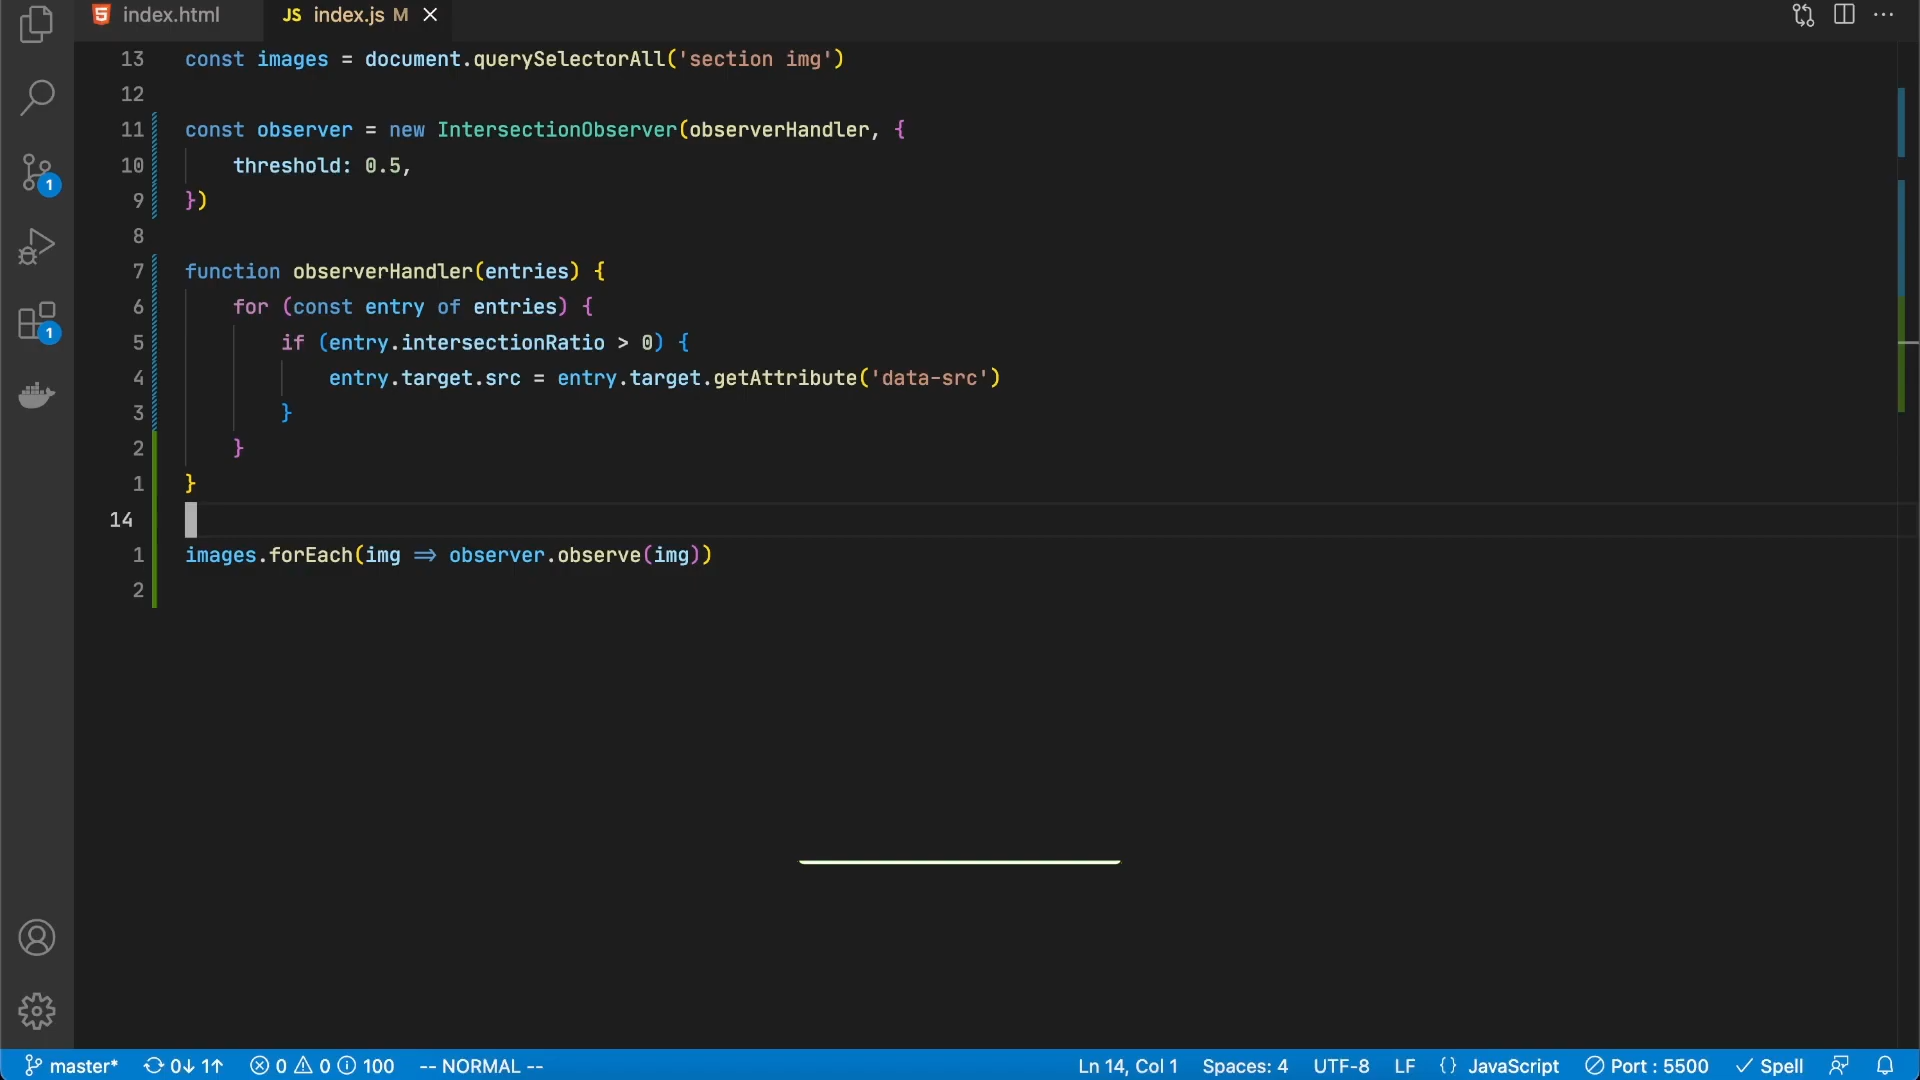 index.html JS index.js M
13 const images = document.querySelectorAll('section img')
12
11 const observer = new IntersectionObserver(observerHandler, {
10 threshold: 0.5,
9 })
8
7 function observerHandler(entries) {
6 for (const entry of entries) {
5 if (entry.intersectionRatio > 0) {
4 entry.target.src = entry.target.getAttribute('data-src')
3 }
2 }
1 }
14
1 images.forEach(img => observer.observe(img))
2
1
1
master* 0↓ 1↑ 0 0 100 -- NORMAL -- Ln 14, Col 1 Spaces: 4 UTF-8 LF {} JavaScript Port : 5500 Spell